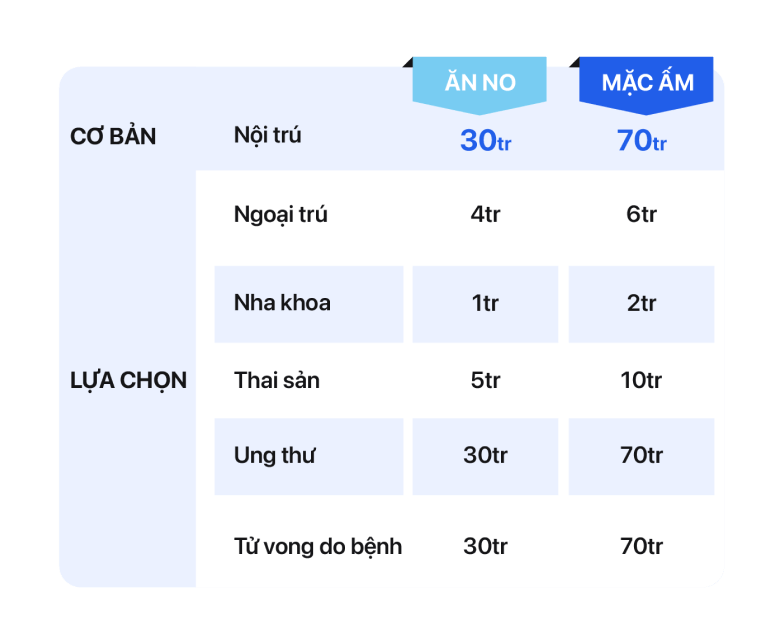 ĂN NO MẶC ẤM
CƠ BẢN Nội trú 30tr 70tr
Ngoại trú 4tr 6tr
Nha khoa 1tr 2tr
LỰA CHỌN Thai sản 5tr 10tr
Ung thư 30tr 70tr
Tử vong do bệnh 30tr 70tr